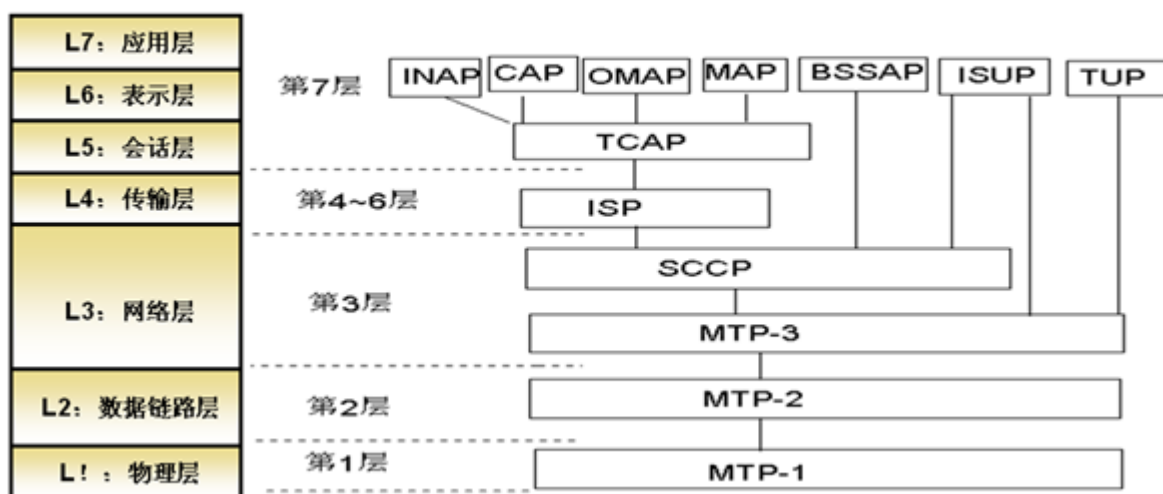 L7：应用层
L6：表示层
L5：会话层
L4：传输层
L3：网络层
L2：数据链路层
L！：物理层
第7层
第4~6层
第3层
第2层
第1层
INAP CAP OMAP MAP BSSAP ISUP TUP
TCAP
ISP
SCCP
MTP-3
MTP-2
MTP-1